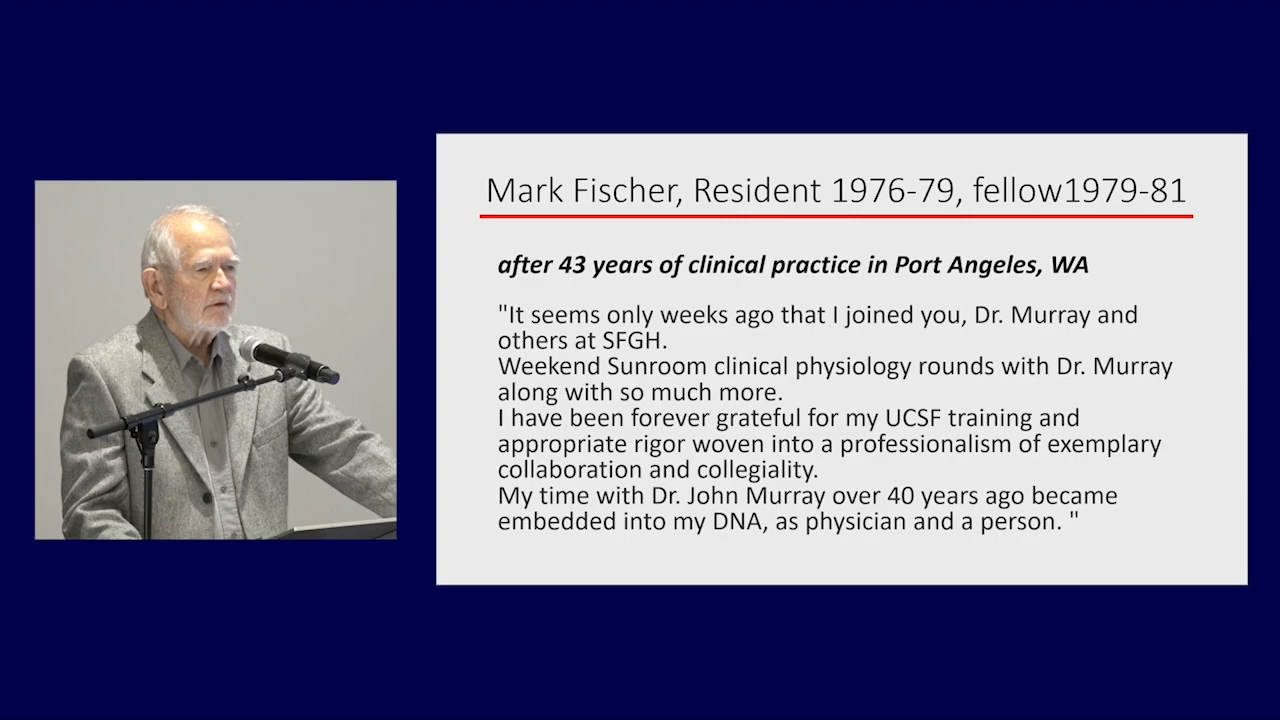 Mark Fischer, Resident 1976-79, fellow1979-81
after 43 years of clinical practice in Port Angeles, WA
"It seems only weeks ago that I joined you, Dr. Murray and
others at SFGH.
Weekend Sunroom clinical physiology rounds with Dr. Murray
along with so much more.
I have been forever grateful for my UCSF training and
appropriate rigor woven into a professionalism of exemplary
collaboration and collegiality.
My time with Dr. John Murray over 40 years ago became
embedded into my DNA, as physician and a person. "